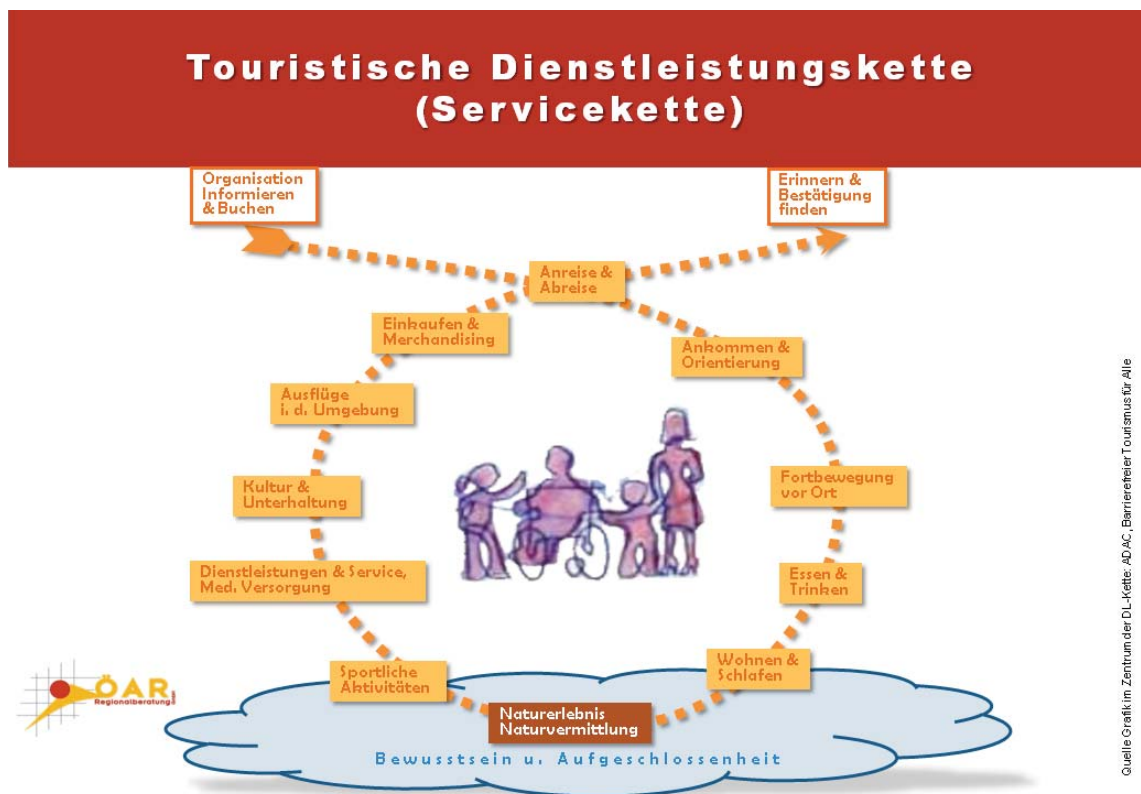 Touristische Dienstleistungskette
(Servicekette)
Organisation
Informieren
& Buchen
Erinnern &
Bestätigung
finden
Anreise &
Abreise
Einkaufen &
Merchandising
Ankommen &
Orientierung
Ausflüge
i. d. Umgebung
Kultur &
Unterhaltung
Fortbewegung
vor Ort
Dienstleistungen & Service,
Med. Versorgung
Essen &
Trinken
Sportliche
Aktivitäten
Wohnen &
Schlafen
Naturerlebnis
Naturvermittlung
Bewusstsein u. Aufgeschlossenheit
ÖAR
Regionalberatung
Quelle Grafik im Zentrum der DL-Kette: ADAC, Barrierefreier Tourismus für Alle